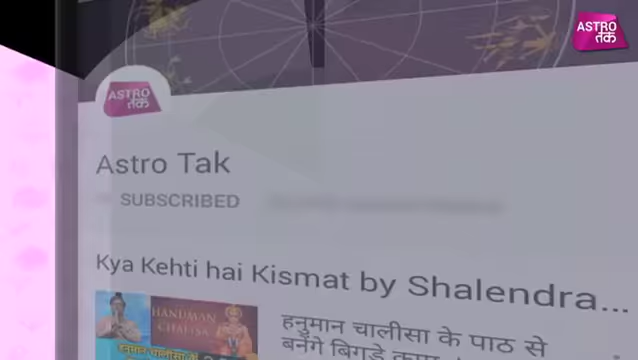 ASTRO
तक
ASTRO
तक
Astro Tak
SUBSCRIBED
Kya Kehti hai Kismat by Shalendra...
HANUMAN
CHALISA
हनुमान चालीसा के पाठ से
बनेंगे बिगड़े काम